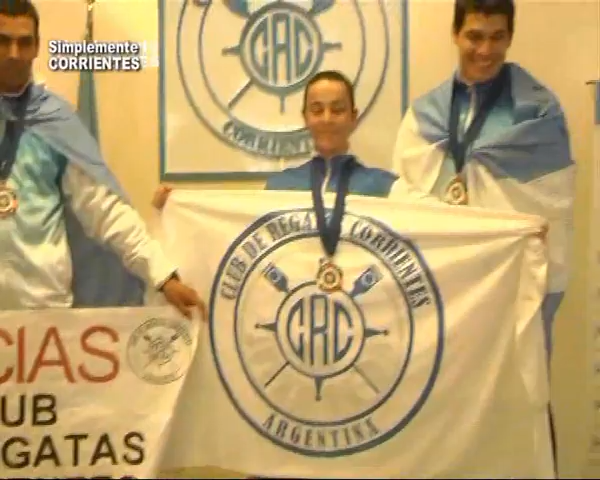 Simplemente
CORRIENTES
CRC
CORRIENTES
CLUB DE REGATAS CORRIENTES
CRC
ARGENTINA
CIAS
UB
GATAS